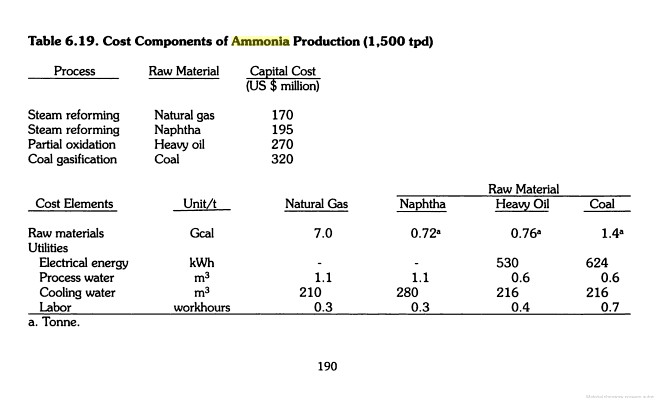 Table 6.19. Cost Components of Ammonia Production (1,500 tpd)
Process Raw Material Capital Cost
(US $ million)
Steam reforming Natural gas 170
Steam reforming Naphtha 195
Partial oxidation Heavy oil 270
Coal gasification Coal 320
Raw Material
Cost Elements Unit/t Natural Gas Naphtha Heavy Oil Coal
Raw materials Gcal 7.0 0.72ᵃ 0.76ᵃ 1.4ᵃ
Utilities
Electrical energy kWh - - 530 624
Process water m³ 1.1 1.1 0.6 0.6
Cooling water m³ 210 280 216 216
Labor workhours 0.3 0.3 0.4 0.7
a. Tonne.
190